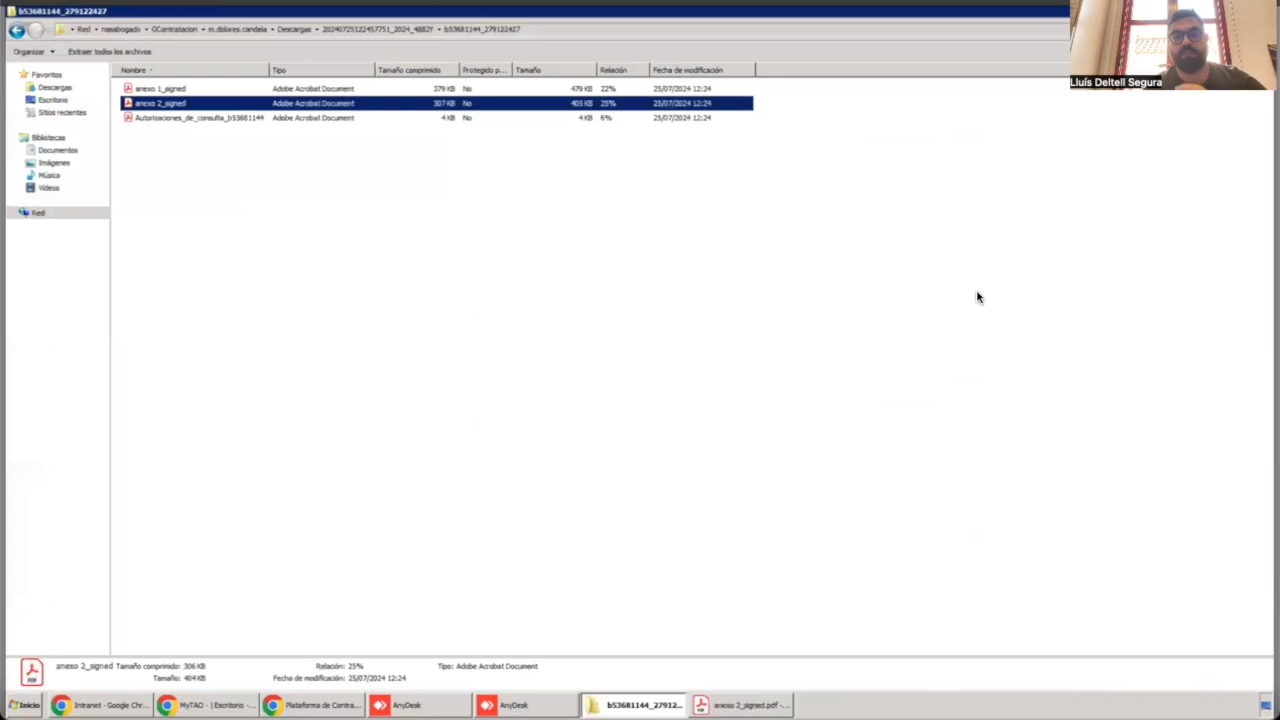 b53681144_279122427
Red ▸ nasabogado ▸ GContratacion ▸ m.dolores.candela ▸ Descargas ▸ 20240725122457751_2024_4882Y ▸ b53681144_279122427
Organizar Extraer todos los archivos
Nombre Tipo Tamaño comprimido Protegido p... Tamaño Relación Fecha de modificación
anexo 1_signed Adobe Acrobat Document 379 KB No 479 KB 22% 25/07/2024 12:24
anexo 2_signed Adobe Acrobat Document 307 KB No 405 KB 25% 25/07/2024 12:24
Autorizaciones_de_consulta_b53681144 Adobe Acrobat Document 4 KB No 4 KB 6% 25/07/2024 12:24
Favoritos
Descargas
Escritorio
Sitios recientes
Bibliotecas
Documentos
Imágenes
Música
Vídeos
Red
Lluís Deltell Segura
anexo 2_signed Tamaño comprimido: 306 KB Relación: 25% Tipo: Adobe Acrobat Document
Tamaño: 404 KB Fecha de modificación: 25/07/2024 12:24
PDF
Inicio Intranet - Google Chr... MyTAO - | Escritorio -... Plataforma de Contra... AnyDesk AnyDesk b53681144_27912... anexo 2_signed.pdf -...